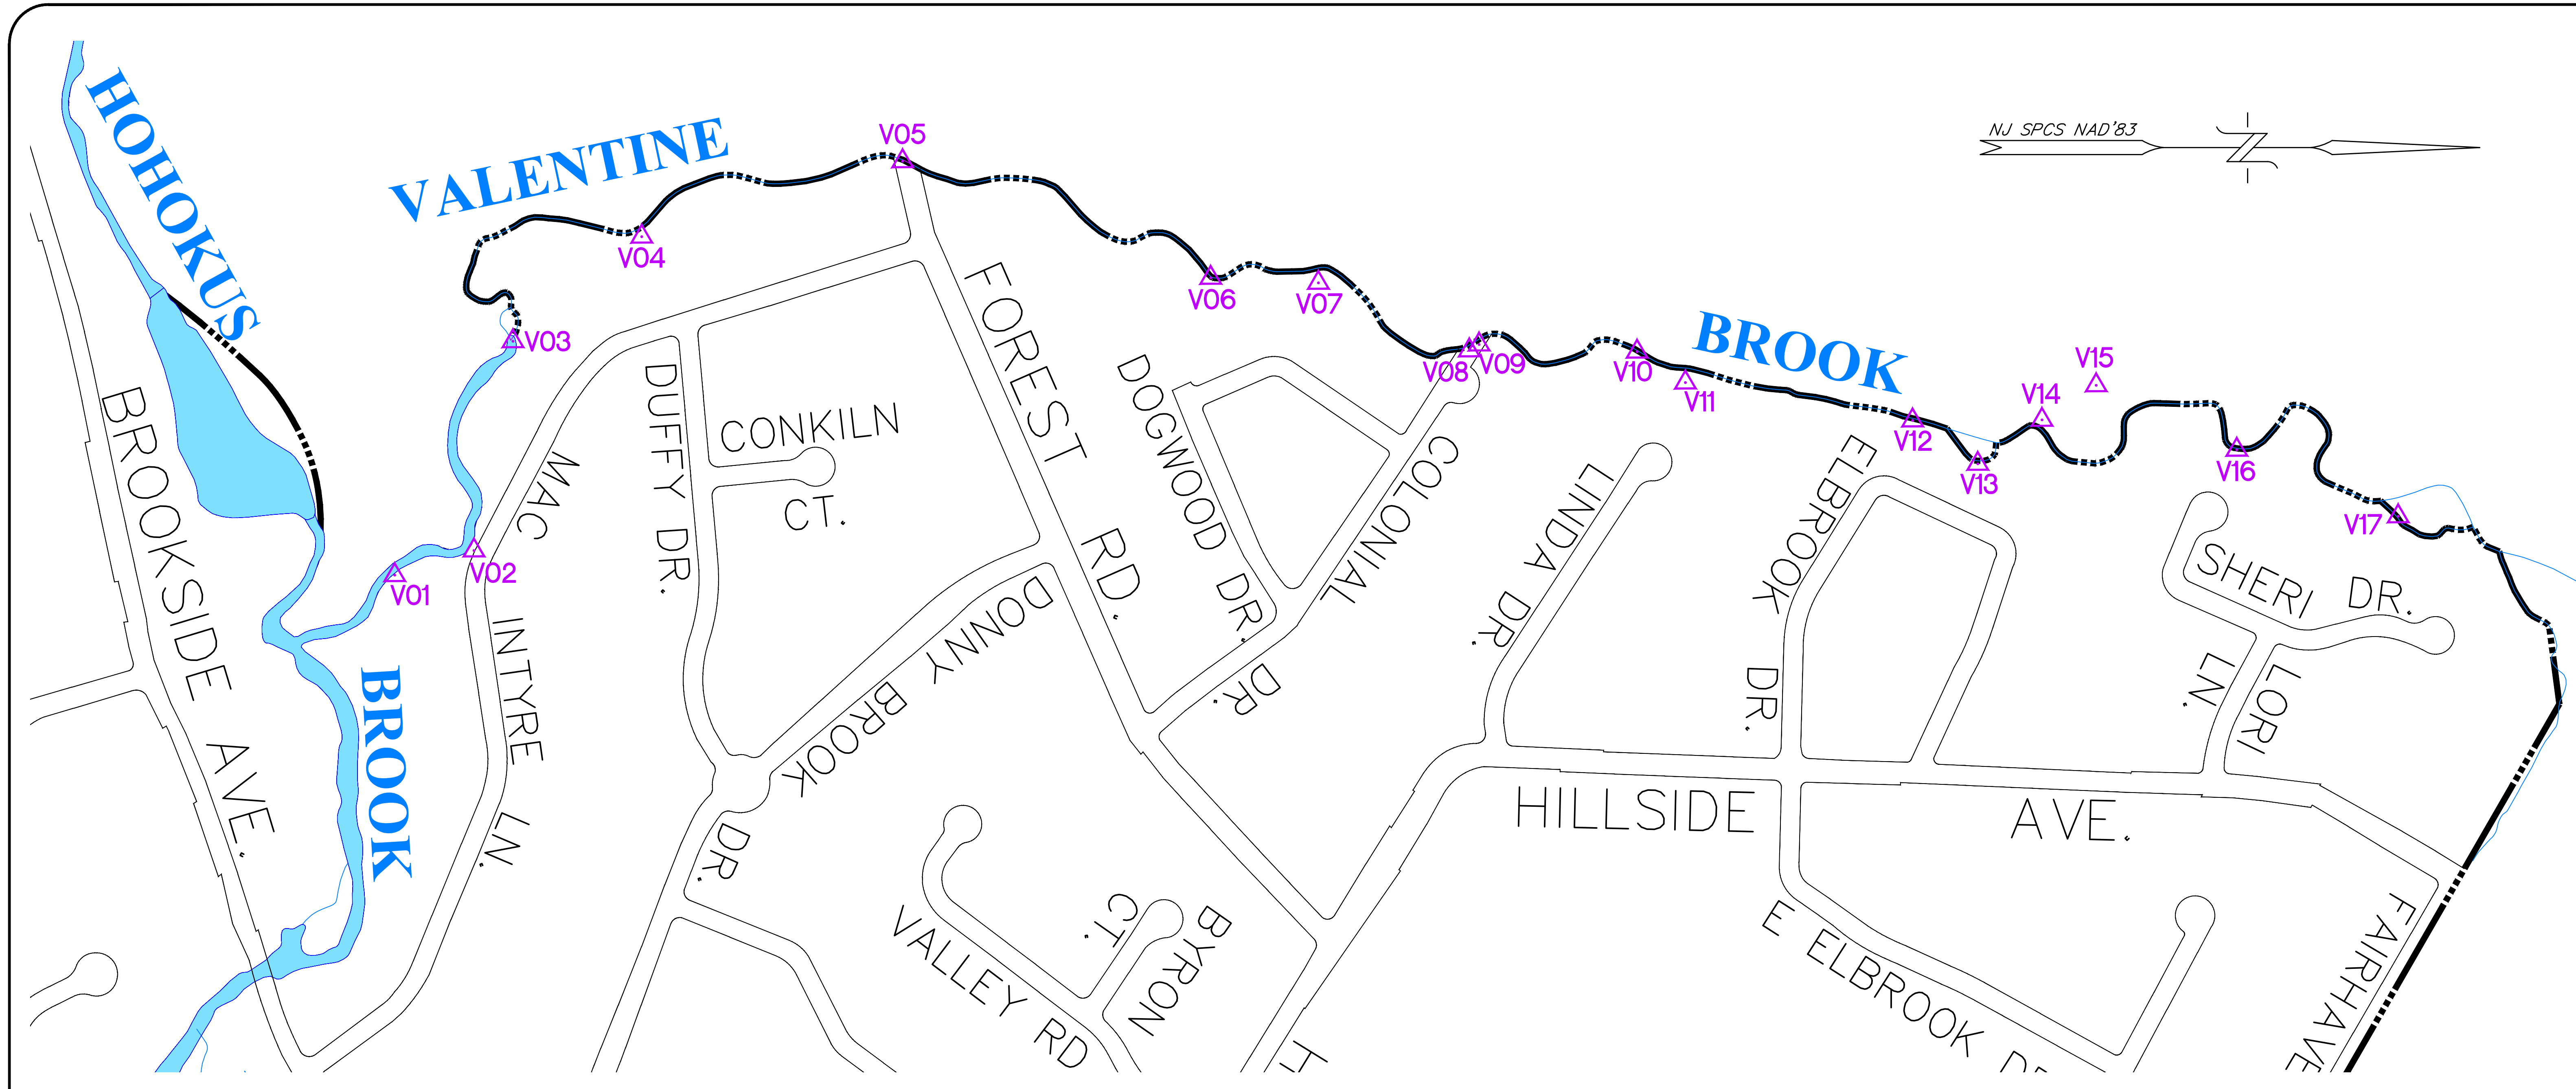 HOHOKUS
BROOK
VALENTINE
BROOK
NJ SPCS NAD'83
V01
V02
V03
V04
V05
V06
V07
V08
V09
V10
V11
V12
V13
V14
V15
V16
V17
BROOKSIDE AVE.
MAC INTYRE LN.
DUFFY DR.
CONKILN
CT.
FOREST RD.
DONNY BROOK
DR.
DOGWOOD DR.
COLONIAL
DR.
LINDA DR.
ELBROOK
DR.
HILLSIDE AVE.
SHERI DR.
LORI
LN.
VALLEY RD
BYRON
CT.
E ELBROOK
FAIRHAVE
H